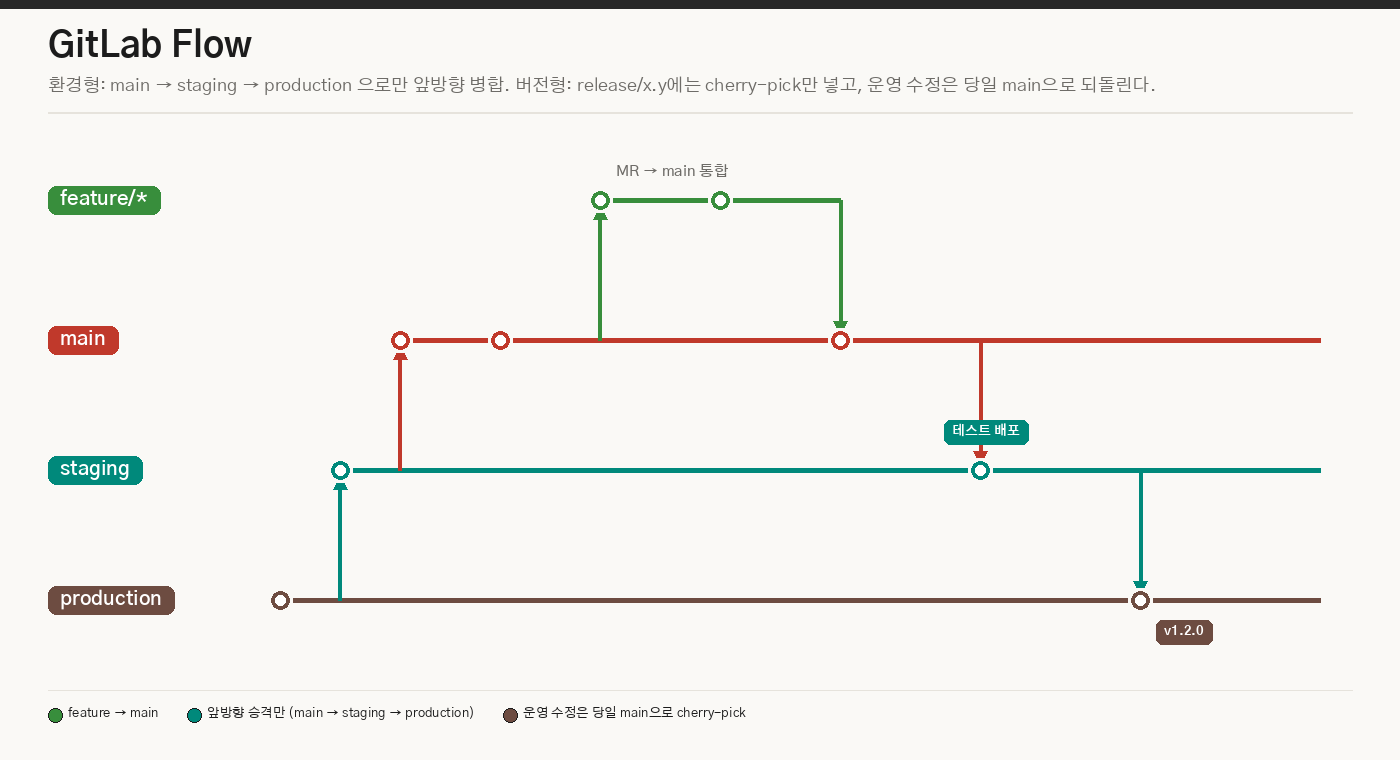 GitLab Flow
환경형: main → staging → production 으로만 앞방향 병합. 버전형: release/x.y에는 cherry-pick만 넣고, 운영 수정은 당일 main으로 되돌린다.
MR → main 통합
feature/*
main
테스트 배포
staging
production
v1.2.0
feature → main
앞방향 승격만 (main → staging → production)
운영 수정은 당일 main으로 cherry-pick